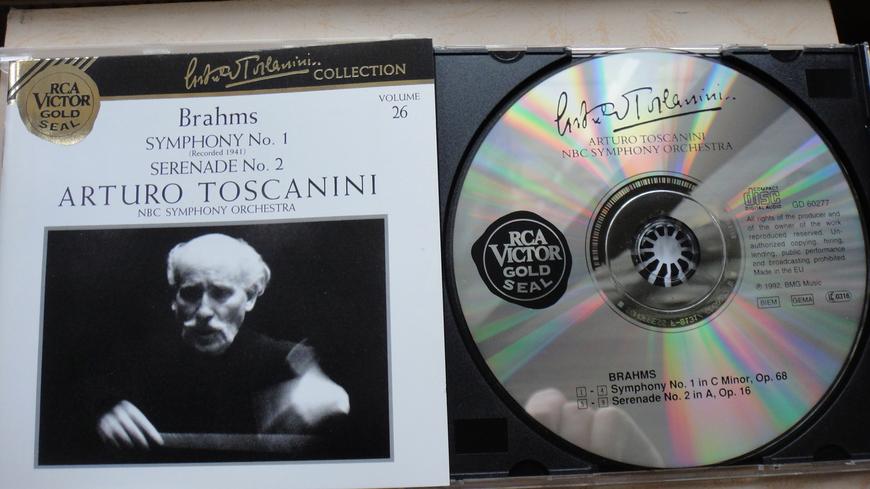 RCA
VICTOR
GOLD
SEAL
Arturo Toscanini
COLLECTION
VOLUME
26
Brahms
SYMPHONY No. 1
(Recorded 1941)
SERENADE No. 2
ARTURO TOSCANINI
NBC SYMPHONY ORCHESTRA
Arturo Toscanini
ARTURO TOSCANINI
NBC SYMPHONY ORCHESTRA
RCA
VICTOR
GOLD
SEAL
COMPACT
disc
DIGITAL AUDIO
GD 60277
All rights of the producer and
of the owner of the work
reproduced reserved. Un-
authorized copying, hiring,
lending, public performance
and broadcasting prohibited.
Made in the EU
℗ 1992, BMG Music
BIEM
GEMA
LC 0316
BRAHMS
1 - 4 Symphony No. 1 in C Minor, Op. 68
5 - 9 Serenade No. 2 in A, Op. 16